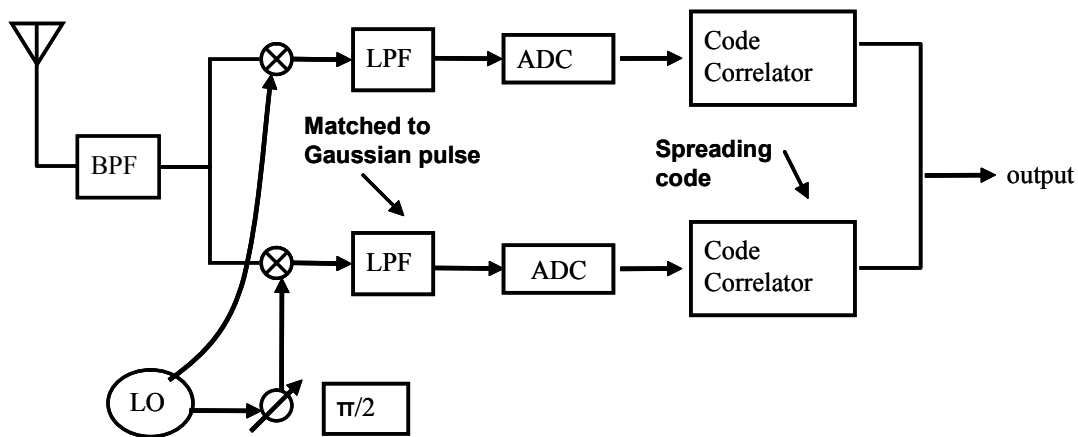 LPF
ADC
Code
Correlator
Matched to
Gaussian pulse
BPF
Spreading
code
output
LPF
ADC
Code
Correlator
LO
π/2